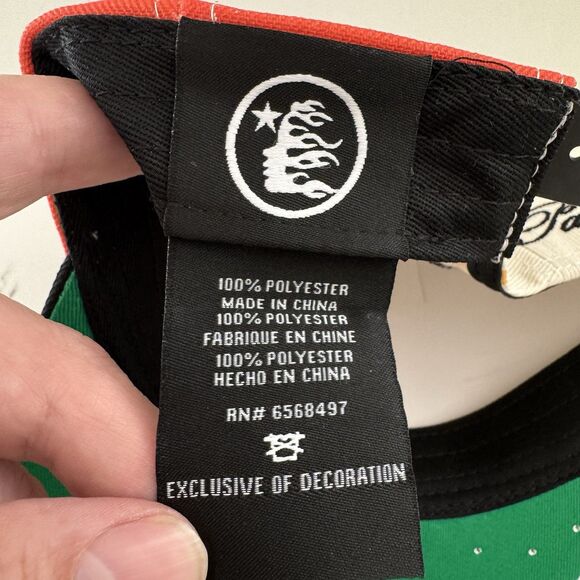 100% POLYESTER
MADE IN CHINA
100% POLYESTER
FABRIQUE EN CHINE
100% POLYESTER
HECHO EN CHINA
RN# 6568497
EXCLUSIVE OF DECORATION